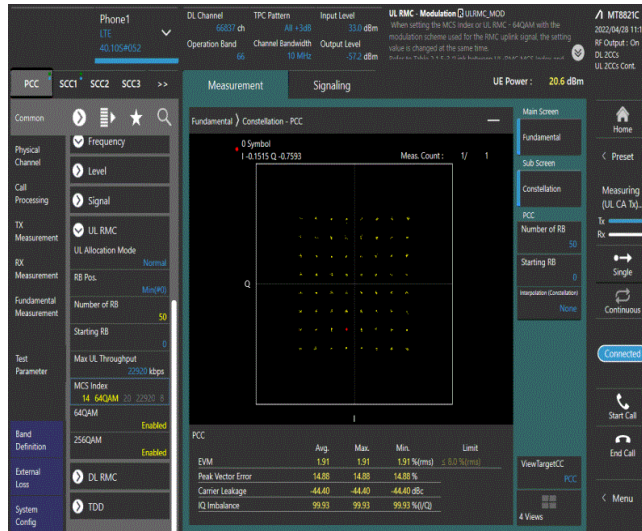 Phone1
LTE
40.105#052
DL Channel
66837 ch
TPC Pattern
All +3dB
Input Level
33.0 dBm
Operation Band
66
Channel Bandwidth
10 MHz
Output Level
-57.2 dBm
UL RMC - Modulation ULRMC_MOD
When setting the MCS index or UL RMC - 64QAM with the
modulation scheme used for the RMC uplink signal, the setting
value is changed at the same time.
MT8821C
2022/04/28 11:1
RF Output : On
DL 2CCs
UL 2CCs Cont.
PCC
SCC1
SCC2
SCC3
>>
Measurement
Signaling
UE Power : 20.6 dBm
Common
Physical
Channel
Call
Processing
TX
Measurement
RX
Measurement
Fundamental
Measurement
Test
Parameter
Band
Definition
External
Loss
System
Config
Frequency
Level
Signal
UL RMC
UL Allocation Mode
Normal
RB Pos.
Min(#0)
Number of RB
50
Starting RB
0
Max UL Throughput
22920 kbps
MCS Index
14 64QAM 20 22920 6
64QAM
Enabled
256QAM
Enabled
DL RMC
TDD
Fundamental Constellation - PCC
0 Symbol
I -0.1515 Q -0.7593
Meas. Count : 1/ 1
Q
I
PCC
Avg. Max. Min. Limit
EVM 1.91 1.91 1.91 %(rms) ≤ 8.0 %(rms)
Peak Vector Error 14.88 14.88 14.88 %
Carrier Leakage -44.40 -44.40 -44.40 dBc
IQ Imbalance 99.93 99.93 99.93 %(I/Q)
Main Screen
Fundamental
Sub Screen
Constellation
PCC
Number of RB
50
Starting RB
0
Interpolation (Constellation)
None
ViewTargetCC
PCC
4 Views
Home
< Preset
Measuring
(UL CA Tx)..
Tx
Rx
Single
Continuous
Connected
Start Call
End Call
< Menu